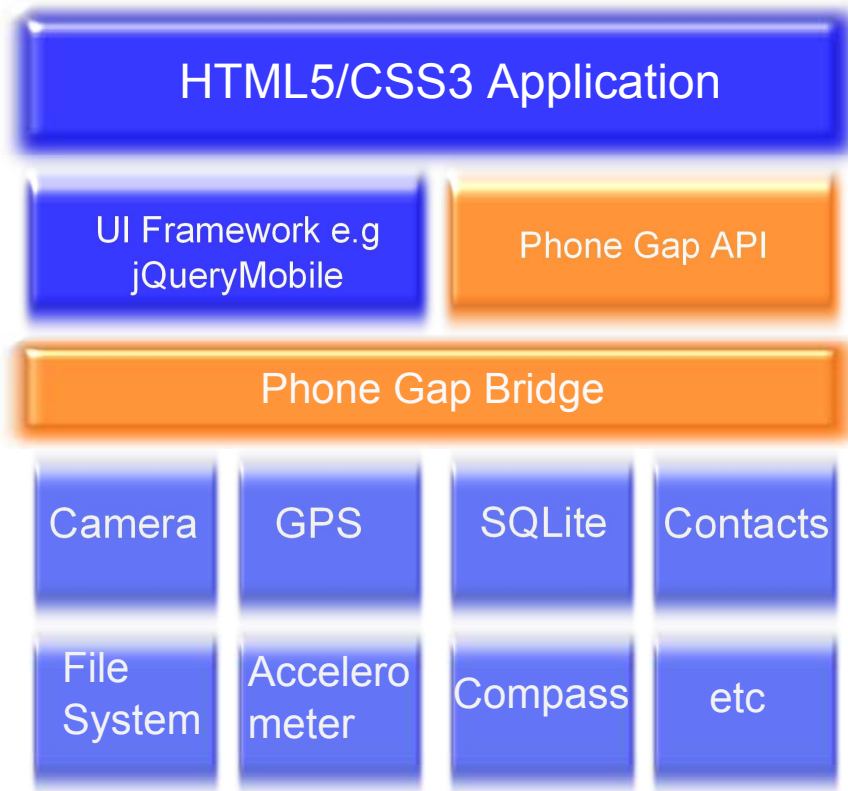 HTML5/CSS3 Application
UI Framework e.g
jQueryMobile
Phone Gap API
Phone Gap Bridge
Camera
GPS
SQLite
Contacts
File
System
Accelero
meter
Compass
etc